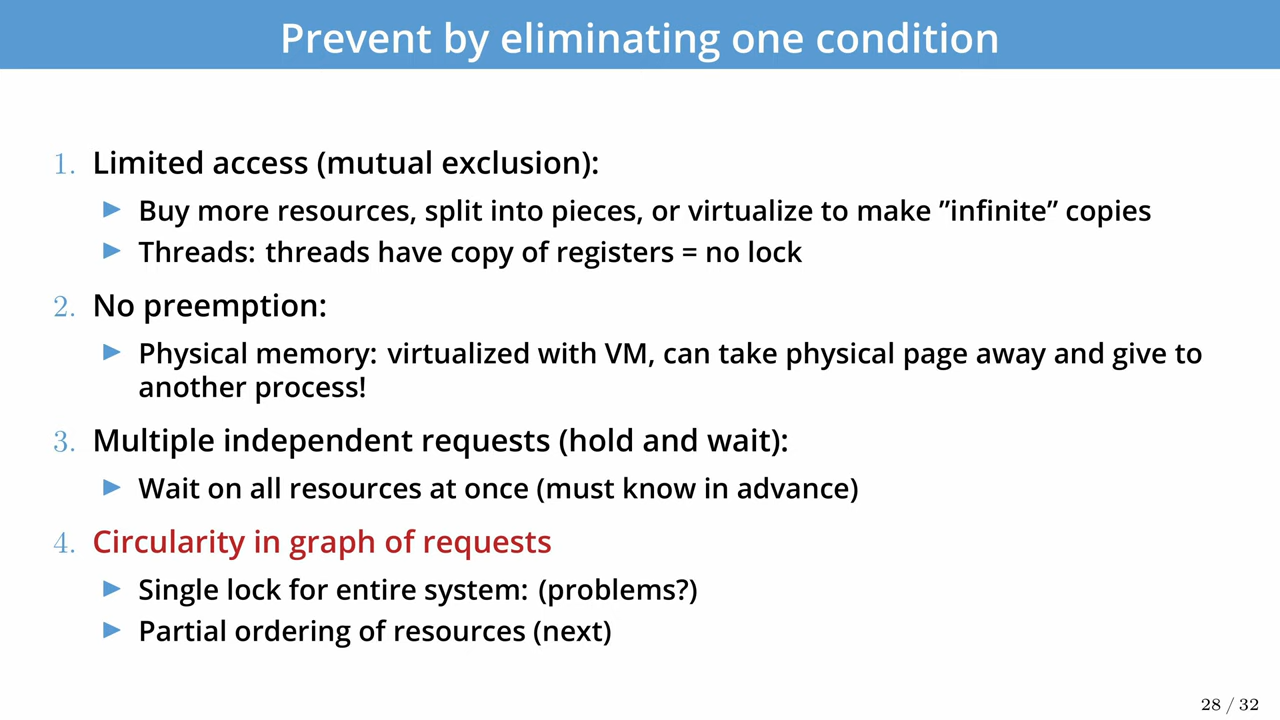 Prevent by eliminating one condition
1. Limited access (mutual exclusion):
▶ Buy more resources, split into pieces, or virtualize to make ”infinite” copies
▶ Threads: threads have copy of registers = no lock
2. No preemption:
▶ Physical memory: virtualized with VM, can take physical page away and give to
another process!
3. Multiple independent requests (hold and wait):
▶ Wait on all resources at once (must know in advance)
4. Circularity in graph of requests
▶ Single lock for entire system: (problems?)
▶ Partial ordering of resources (next)
28 / 32